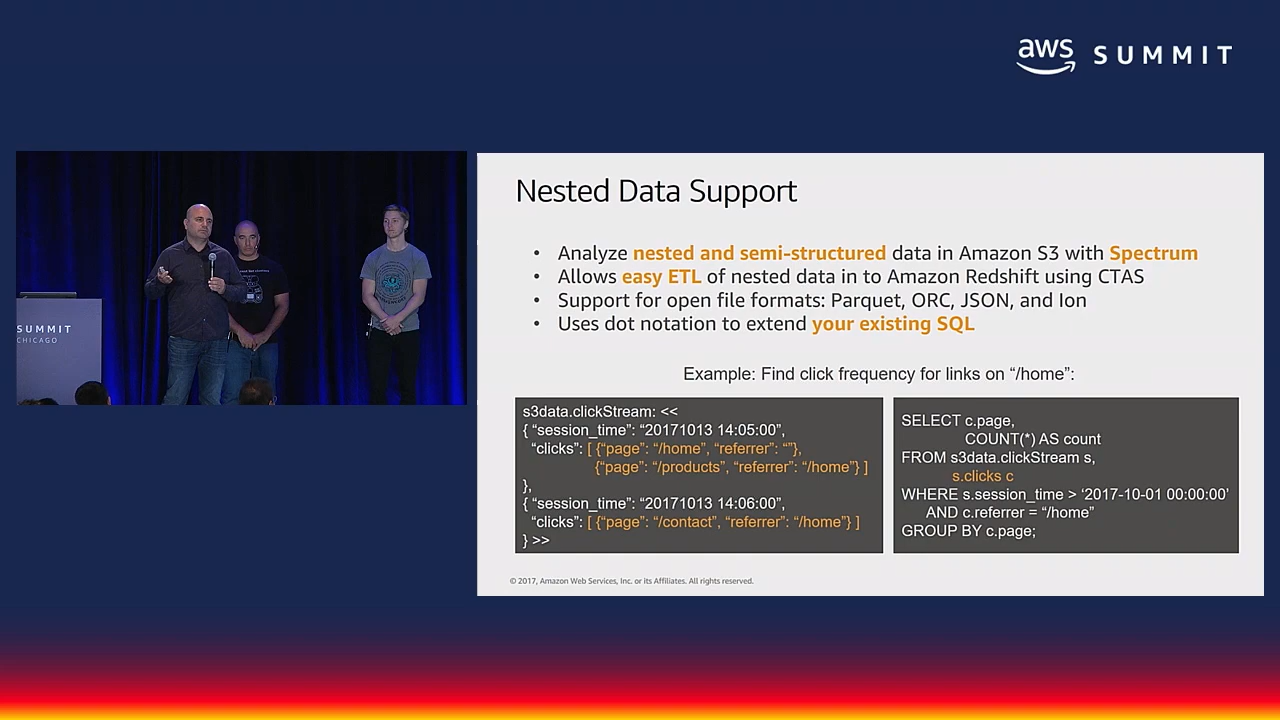 aws SUMMIT
SUMMIT
CHICAGO
Nested Data Support
• Analyze nested and semi-structured data in Amazon S3 with Spectrum
• Allows easy ETL of nested data in to Amazon Redshift using CTAS
• Support for open file formats: Parquet, ORC, JSON, and Ion
• Uses dot notation to extend your existing SQL
Example: Find click frequency for links on “/home”:
s3data.clickStream: <<
{ “session_time”: “20171013 14:05:00”,
“clicks”: [ {“page”: “/home”, “referrer”: “”},
{“page”: “/products”, “referrer”: “/home”} ]
},
{ “session_time”: “20171013 14:06:00”,
“clicks”: [ {“page”: “/contact”, “referrer”: “/home”} ]
} >>
SELECT c.page,
COUNT(*) AS count
FROM s3data.clickStream s,
s.clicks c
WHERE s.session_time > ‘2017-10-01 00:00:00’
AND c.referrer = “/home”
GROUP BY c.page;
© 2017, Amazon Web Services, Inc. or its Affiliates. All rights reserved.